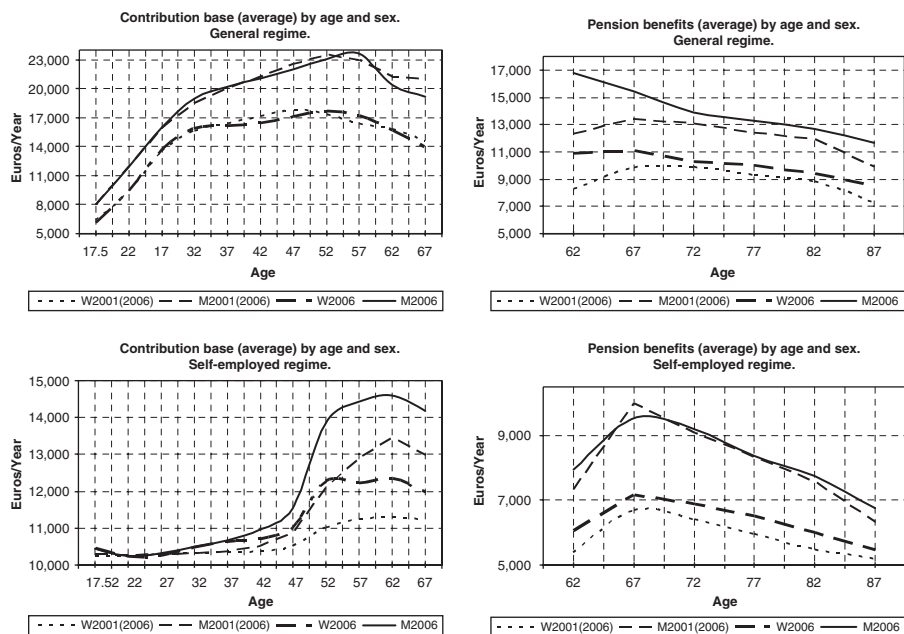 Contribution base (average) by age and sex.
General regime.
23,000
20,000
17,000
14,000
11,000
8,000
5,000
Euros/Year
17.5 22 17 32 37 42 47 52 57 62 67
Age
W2001(2006) M2001(2006) W2006 M2006
Pension benefits (average) by age and sex.
General regime.
17,000
15,000
13,000
11,000
9,000
7,000
5,000
Euros/Year
62 67 72 77 82 87
Age
W2001(2006) M2001(2006) W2006 M2006
Contribution base (average) by age and sex.
Self-employed regime.
15,000
14,000
13,000
12,000
11,000
10,000
Euros/Year
17.52 22 27 32 37 42 47 52 57 62 67
Age
W2001(2006) M2001(2006) W2006 M2006
Pension benefits (average) by age and sex.
Self-employed regime.
9,000
7,000
5,000
Euros/Year
62 67 72 77 82 87
Age
W2001(2006) M2001(2006) W2006 M2006